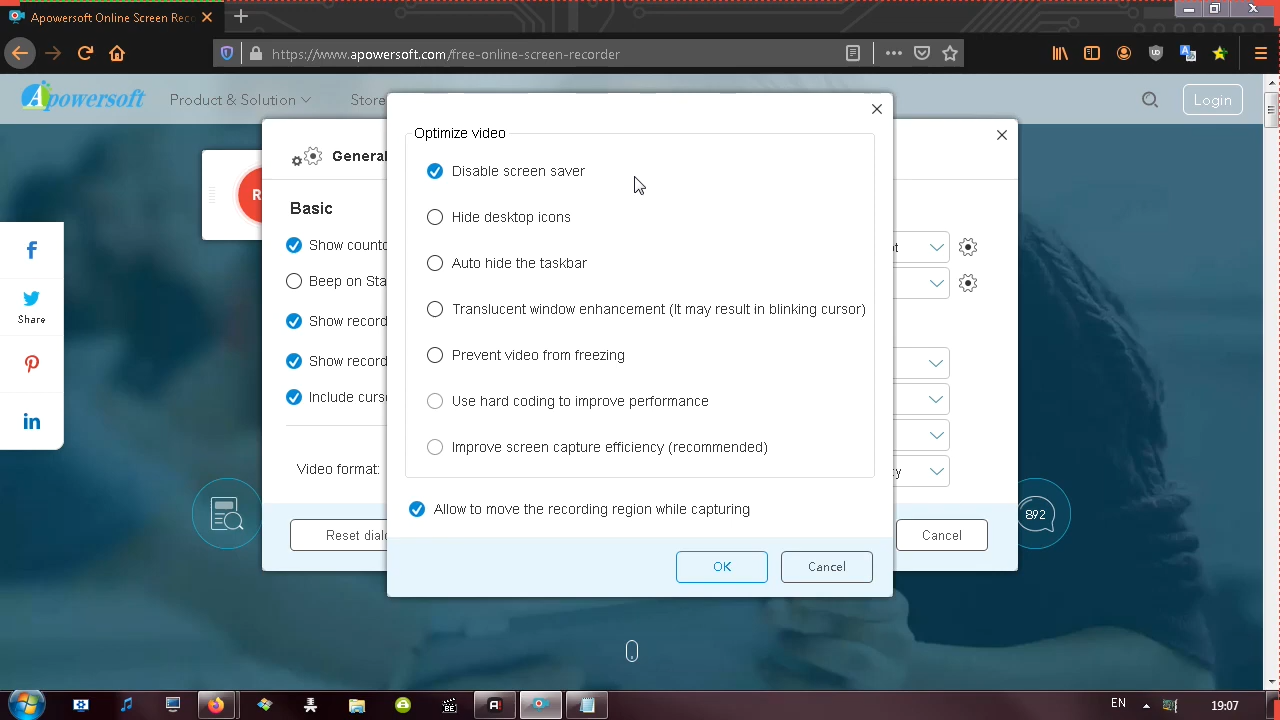 Apowersoft Online Screen Reco
https://www.apowersoft.com/free-online-screen-recorder
Apowersoft
Product & Solution
Store
Login
Optimize video
Disable screen saver
Hide desktop icons
Auto hide the taskbar
Translucent window enhancement (It may result in blinking cursor)
Prevent video from freezing
Use hard coding to improve performance
Improve screen capture efficiency (recommended)
Allow to move the recording region while capturing
OK
Cancel
General
Basic
Show countd
Beep on Sta
Show record
Show record
Include curso
Video format:
Reset dialo
Cancel
R
Share
892
EN
19:07